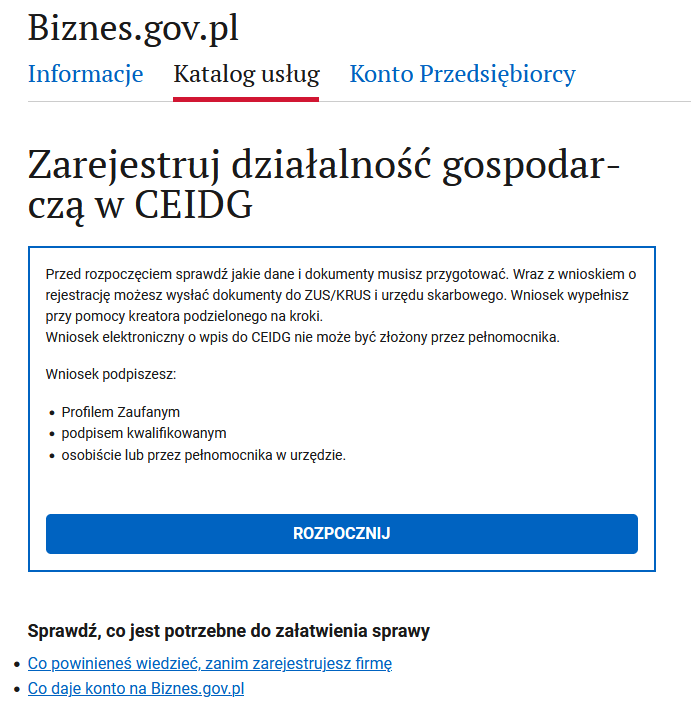 Biznes.gov.pl
Informacje Katalog usług Konto Przedsiębiorcy
Zarejestruj działalność gospodar-
czą w CEIDG
Przed rozpoczęciem sprawdź jakie dane i dokumenty musisz przygotować. Wraz z wnioskiem o
rejestrację możesz wysłać dokumenty do ZUS/KRUS i urzędu skarbowego. Wniosek wypełnisz
przy pomocy kreatora podzielonego na kroki.
Wniosek elektroniczny o wpis do CEIDG nie może być złożony przez pełnomocnika.
Wniosek podpiszesz:
• Profilem Zaufanym
• podpisem kwalifikowanym
• osobiście lub przez pełnomocnika w urzędzie.
ROZPOCZNIJ
Sprawdź, co jest potrzebne do załatwienia sprawy
• Co powinieneś wiedzieć, zanim zarejestrujesz firmę
• Co daje konto na Biznes.gov.pl